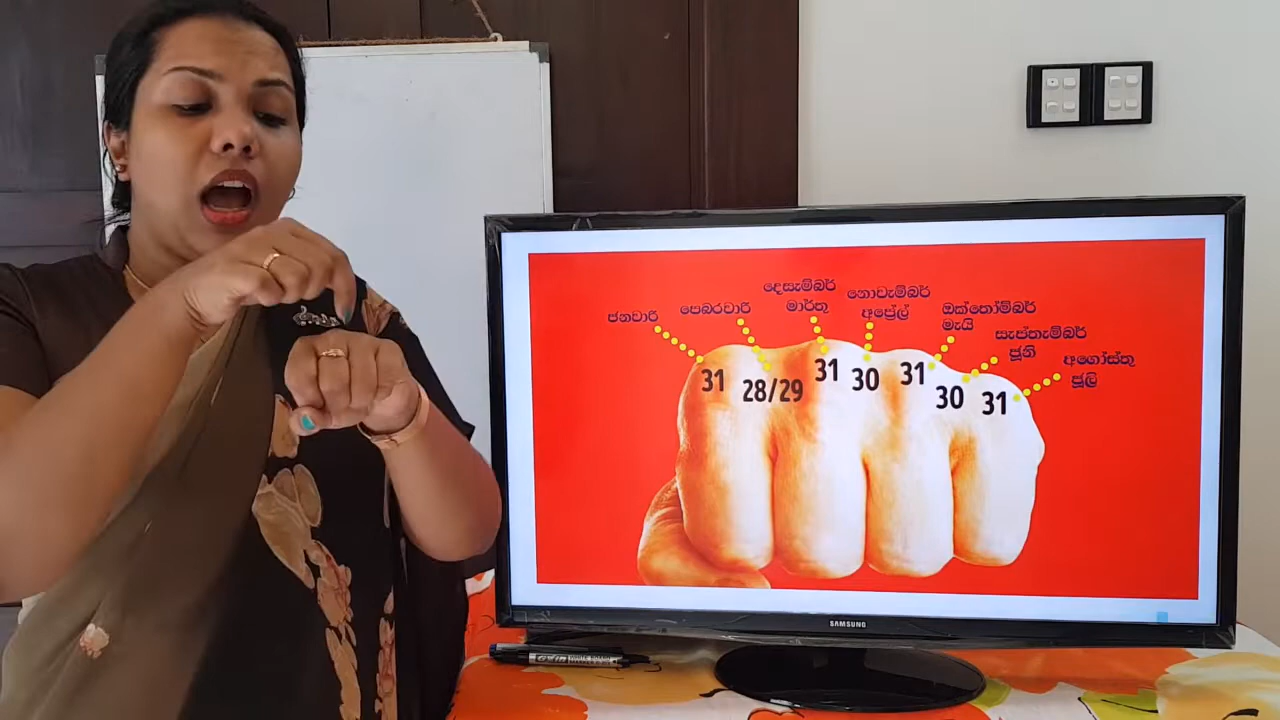 ජනවාරි
පෙබරවාරි
දෙසැම්බර්
මාර්තු
නොවැම්බර්
අප්‍රේල්
ඔක්තෝම්බර්
මැයි
සැප්තැම්බර්
ජූනි
අගෝස්තු
ජූලි
31
28/29
31
30
31
30
31
SAMSUNG